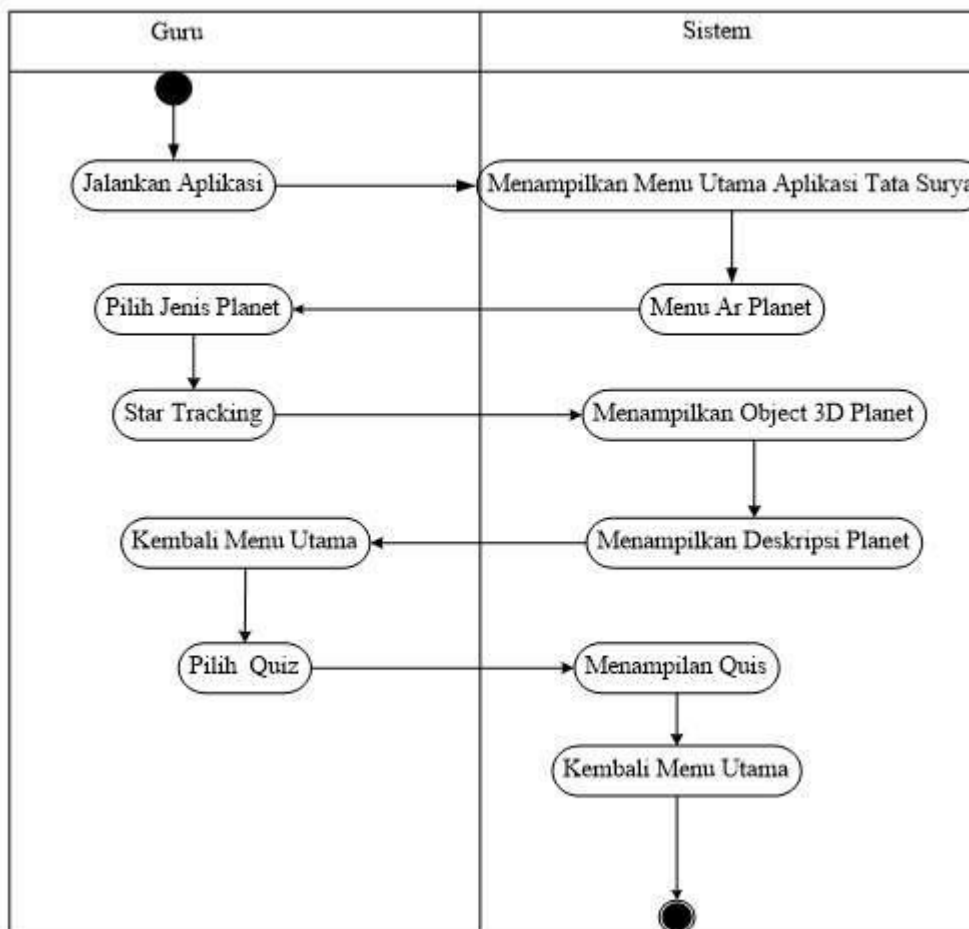 Guru
Sistem
Jalankan Aplikasi
Menampilkan Menu Utama Aplikasi Tata Surya
Pilih Jenis Planet
Menu Ar Planet
Star Tracking
Menampilkan Object 3D Planet
Kembali Menu Utama
Menampilkan Deskripsi Planet
Pilih Quiz
Menampilan Quis
Kembali Menu Utama